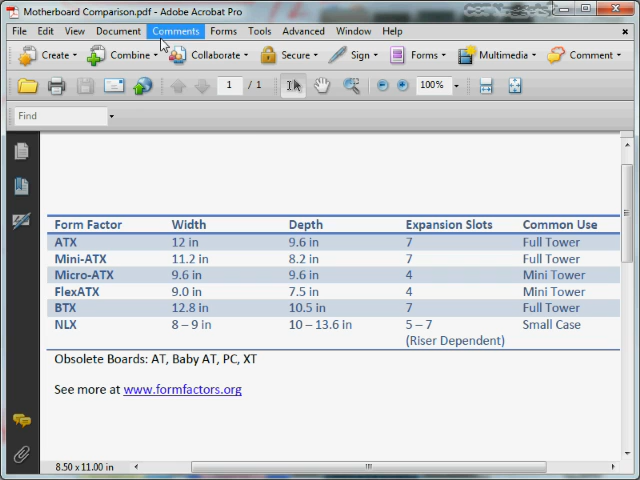 Motherboard Comparison.pdf - Adobe Acrobat Pro
File Edit View Document Comments Forms Tools Advanced Window Help
Create Combine Collaborate Secure Sign Forms Multimedia Comment
1 / 1 100%
Find
Form Factor Width Depth Expansion Slots Common Use
ATX 12 in 9.6 in 7 Full Tower
Mini-ATX 11.2 in 8.2 in 7 Full Tower
Micro-ATX 9.6 in 9.6 in 4 Mini Tower
FlexATX 9.0 in 7.5 in 4 Mini Tower
BTX 12.8 in 10.5 in 7 Full Tower
NLX 8 – 9 in 10 – 13.6 in 5 – 7 Small Case
(Riser Dependent)
Obsolete Boards: AT, Baby AT, PC, XT
See more at www.formfactors.org
8.50 x 11.00 in